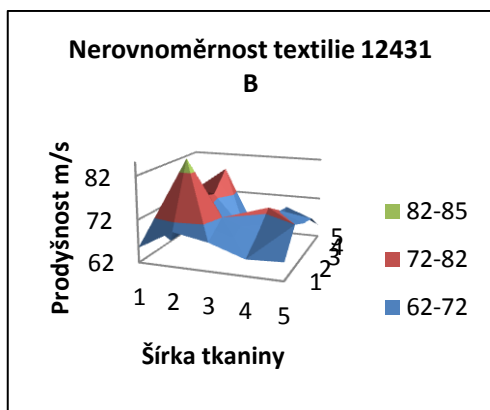 Nerovnoměrnost textilie 12431
B
Prodyšnost m/s
82
72
62
1 2 3 4 5
Šírka tkaniny
5
4
3
2
1
82-85
72-82
62-72